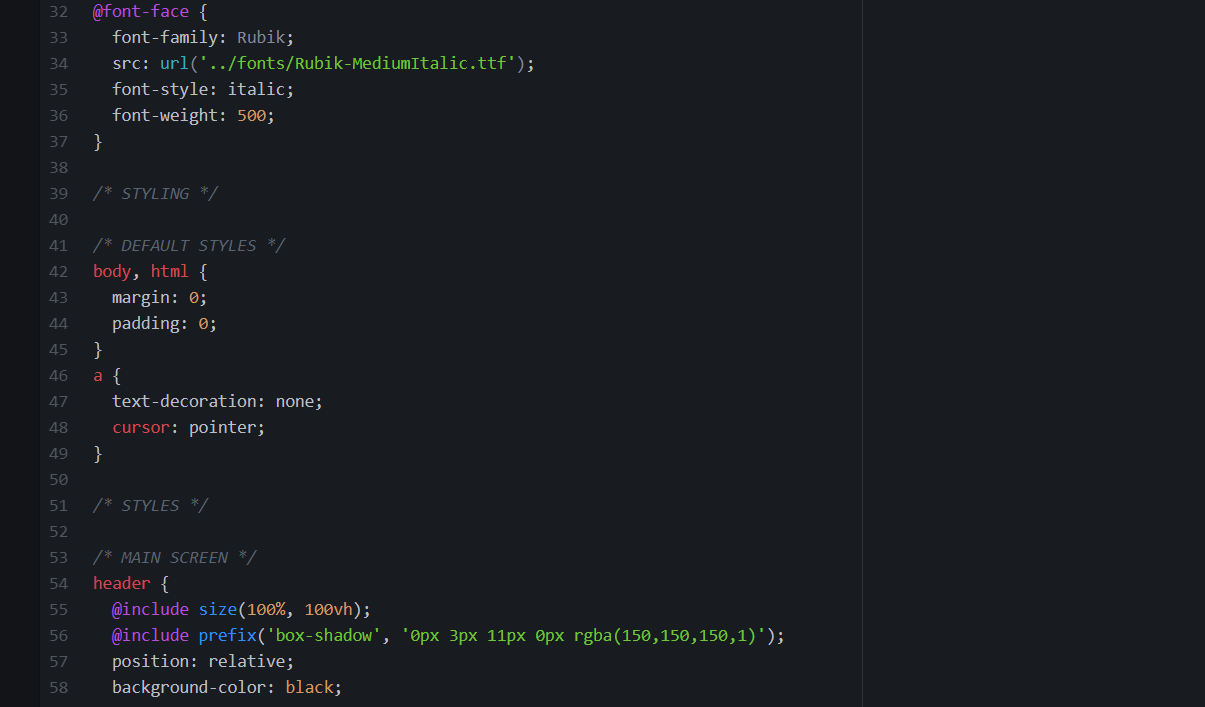 32 @font-face {
33 font-family: Rubik;
34 src: url('../fonts/Rubik-MediumItalic.ttf');
35 font-style: italic;
36 font-weight: 500;
37 }
38
39 /* STYLING */
40
41 /* DEFAULT STYLES */
42 body, html {
43 margin: 0;
44 padding: 0;
45 }
46 a {
47 text-decoration: none;
48 cursor: pointer;
49 }
50
51 /* STYLES */
52
53 /* MAIN SCREEN */
54 header {
55 @include size(100%, 100vh);
56 @include prefix('box-shadow', '0px 3px 11px 0px rgba(150,150,150,1)');
57 position: relative;
58 background-color: black;